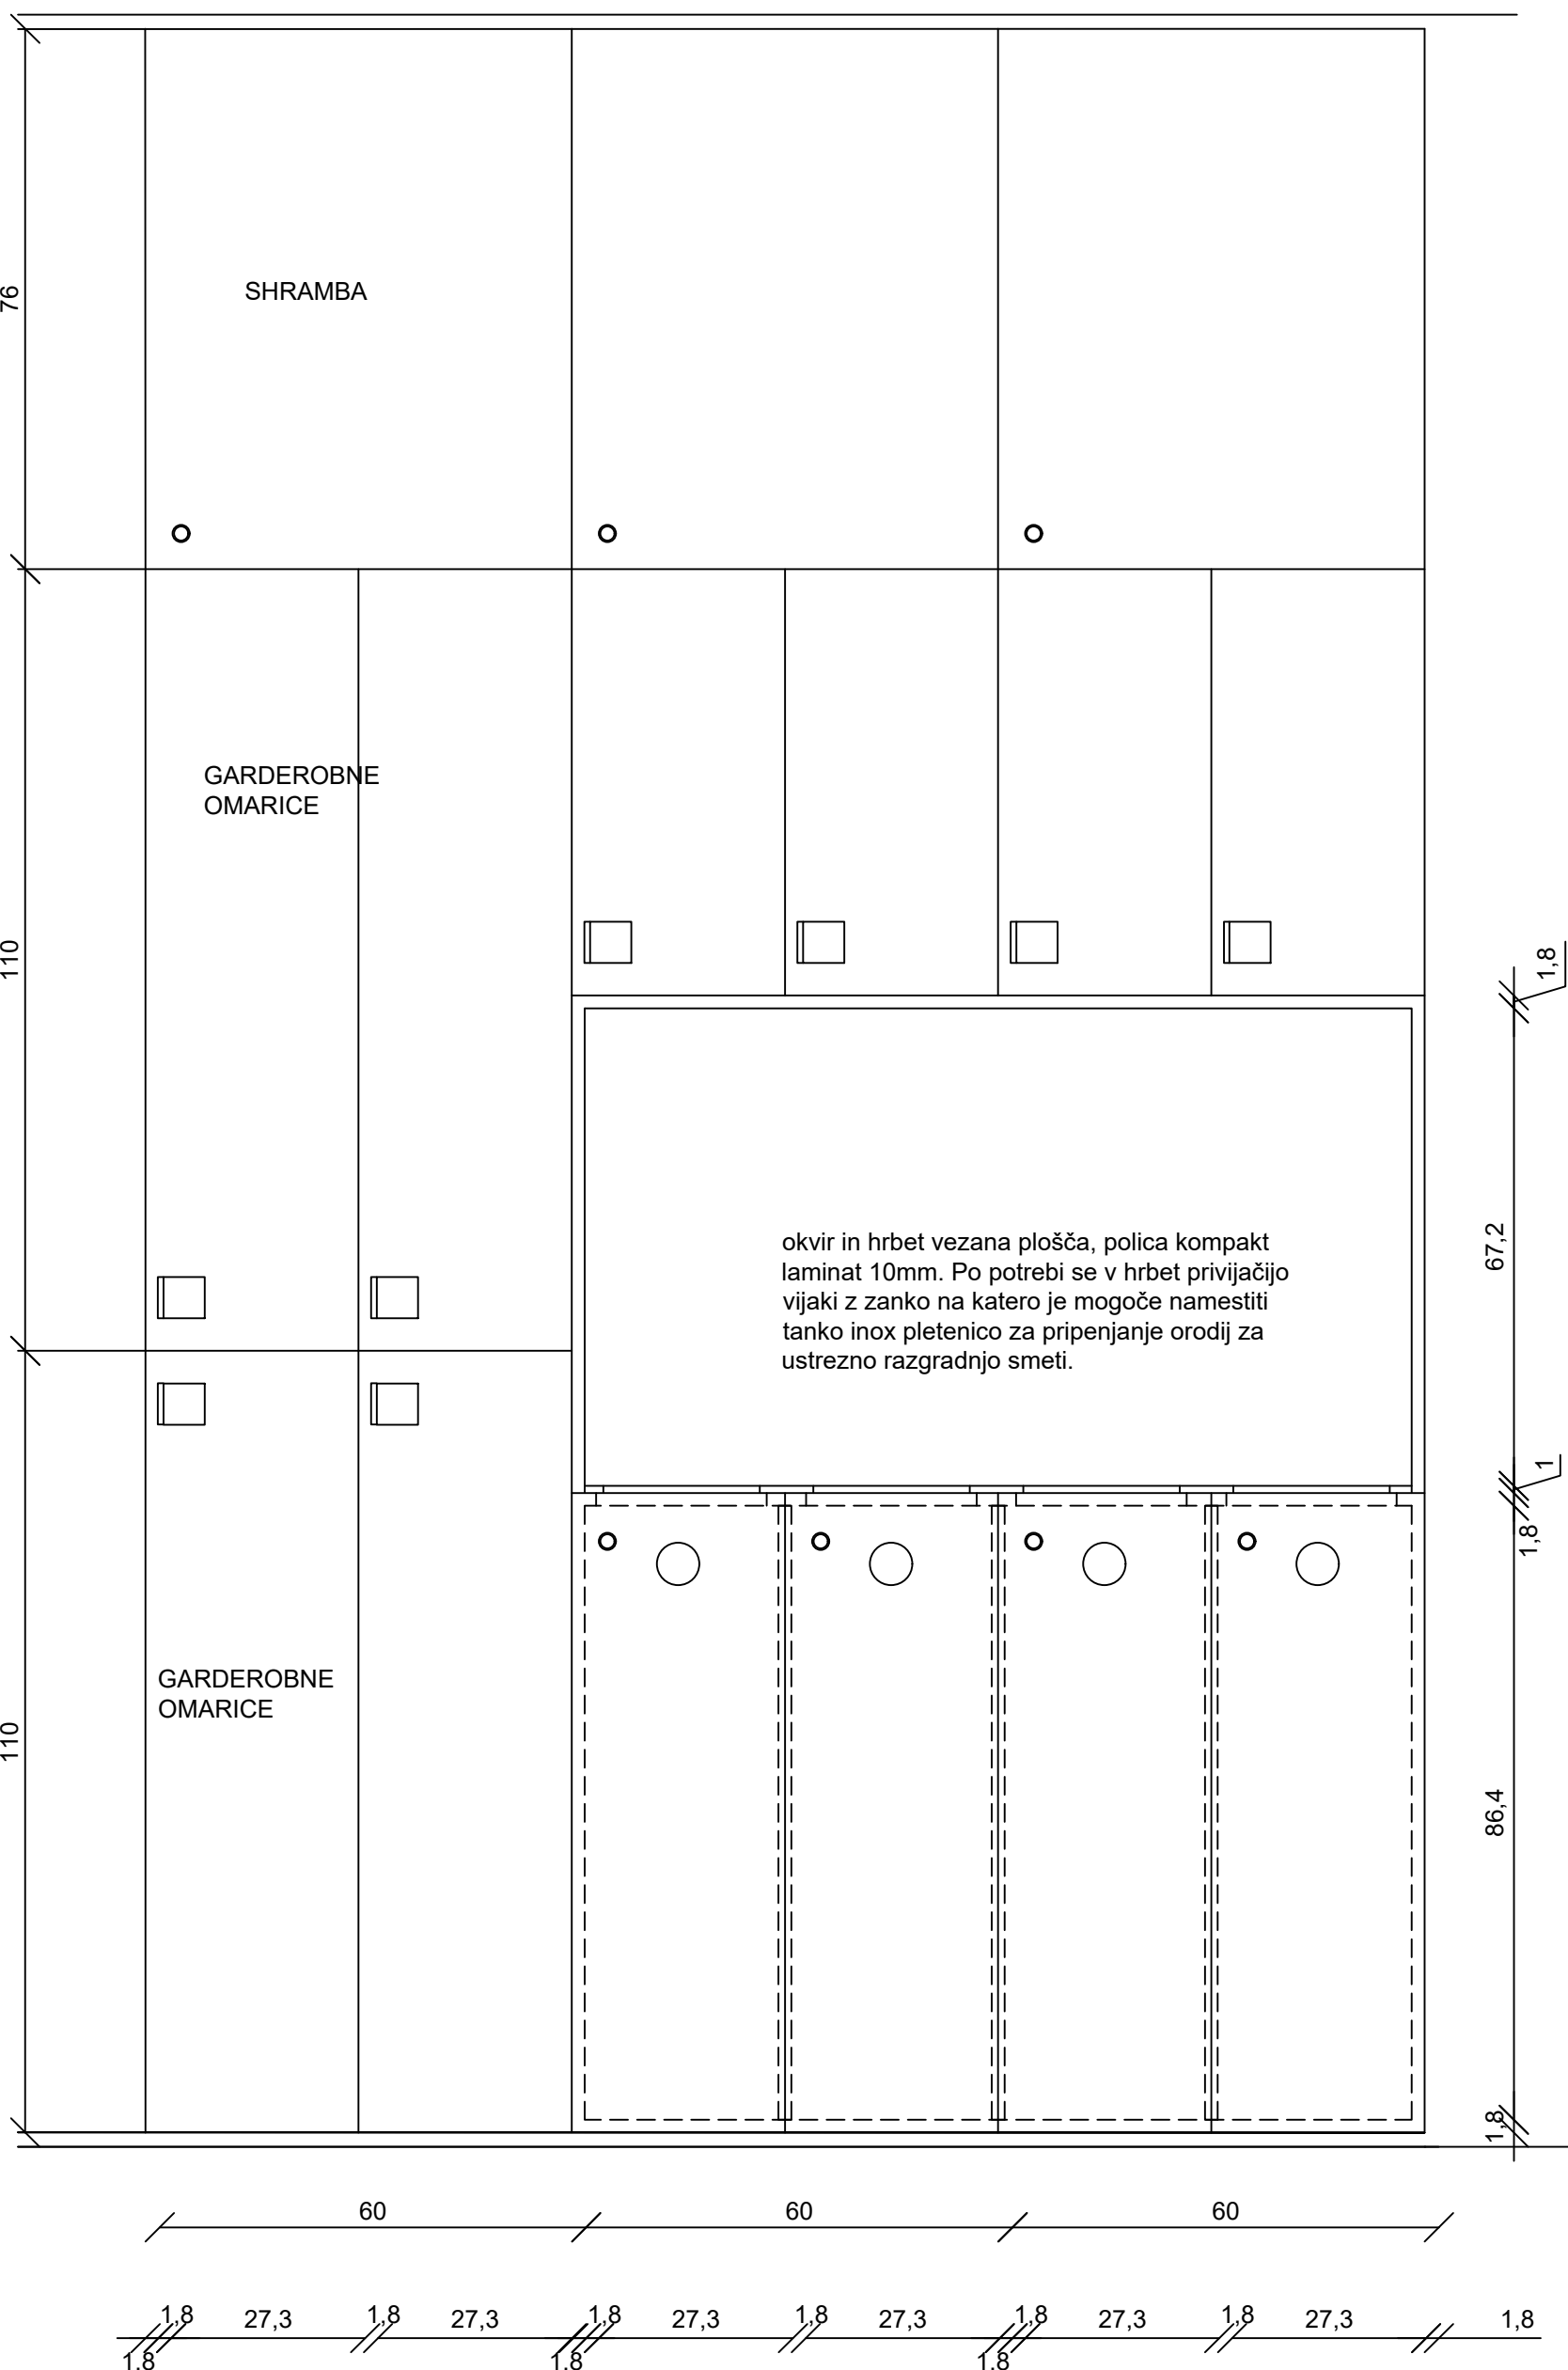 76
SHRAMBA
GARDEROBNE
OMARICE
110
1,8
67,2
okvir in hrbet vezana plošča, polica kompakt
laminat 10mm. Po potrebi se v hrbet privijačijo
vijaki z zanko na katero je mogoče namestiti
tanko inox pletenico za pripenjanje orodij za
ustrezno razgradnjo smeti.
1
1,8
GARDEROBNE
OMARICE
110
86,4
1,8
60 60 60
1,8 27,3 1,8 27,3 1,8 27,3 1,8 27,3 1,8 27,3 1,8 27,3 1,8
1,8 1,8 1,8